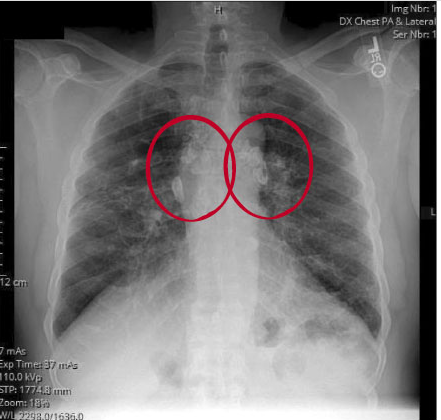 H
Img Nbr: 1
DX Chest PA & Lateral
Ser Nbr: 1
L
L
12 cm
7 mAs
Exp Time: 37 mAs
110.0 kVp
STP: 1774.8 mm
Zoom: 18%
W/L 2298.0/1636.0